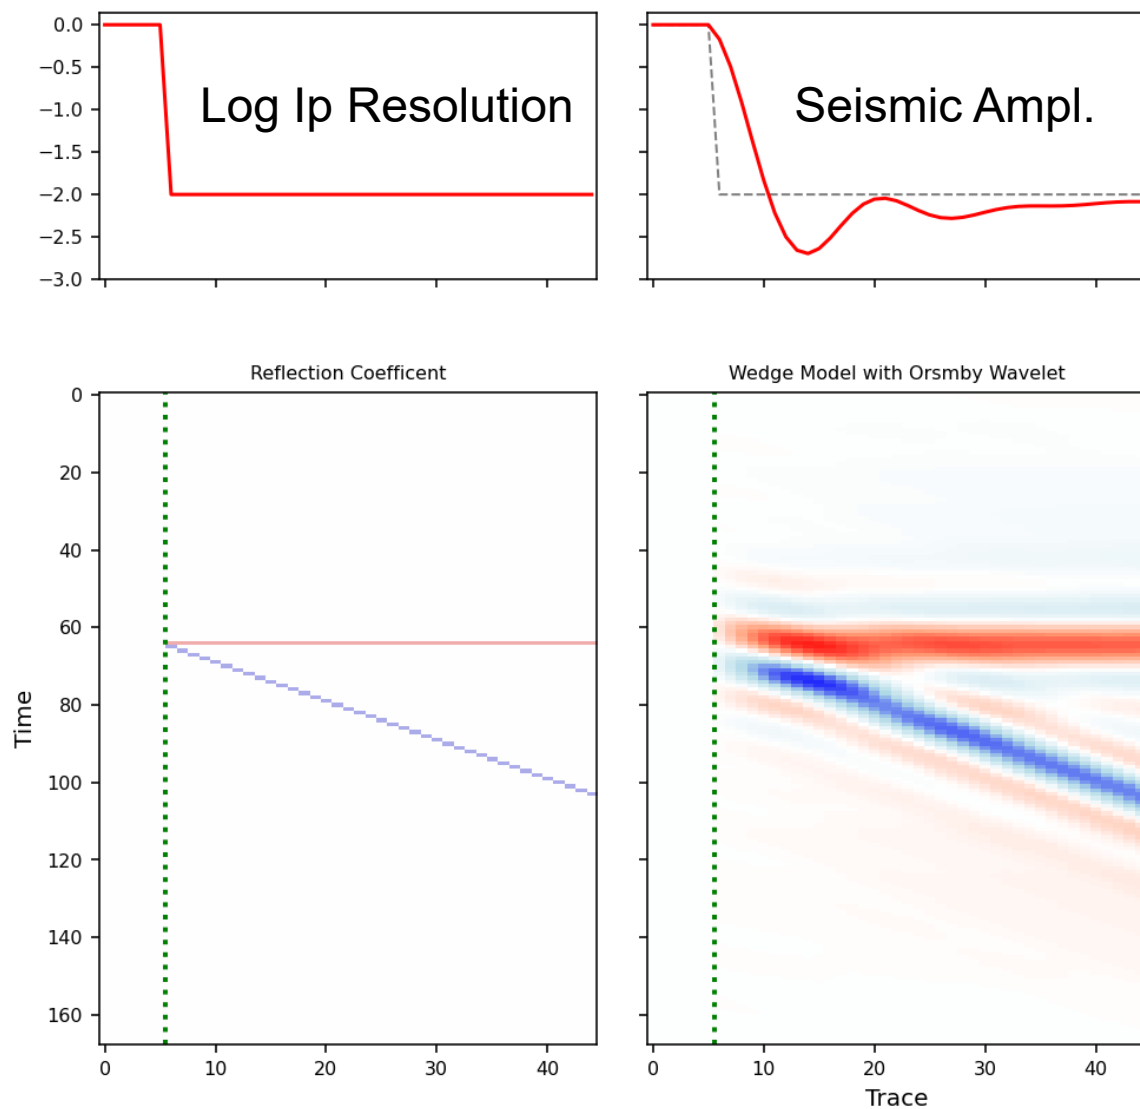 0.0
−0.5
−1.0
−1.5
−2.0
−2.5
−3.0
Log Ip Resolution
Seismic Ampl.
0 10 20 30 40
0 10 20 30 40
Reflection Coefficent
Wedge Model with Orsmby Wavelet
0
20
40
60
80
100
120
140
160
Time
Trace